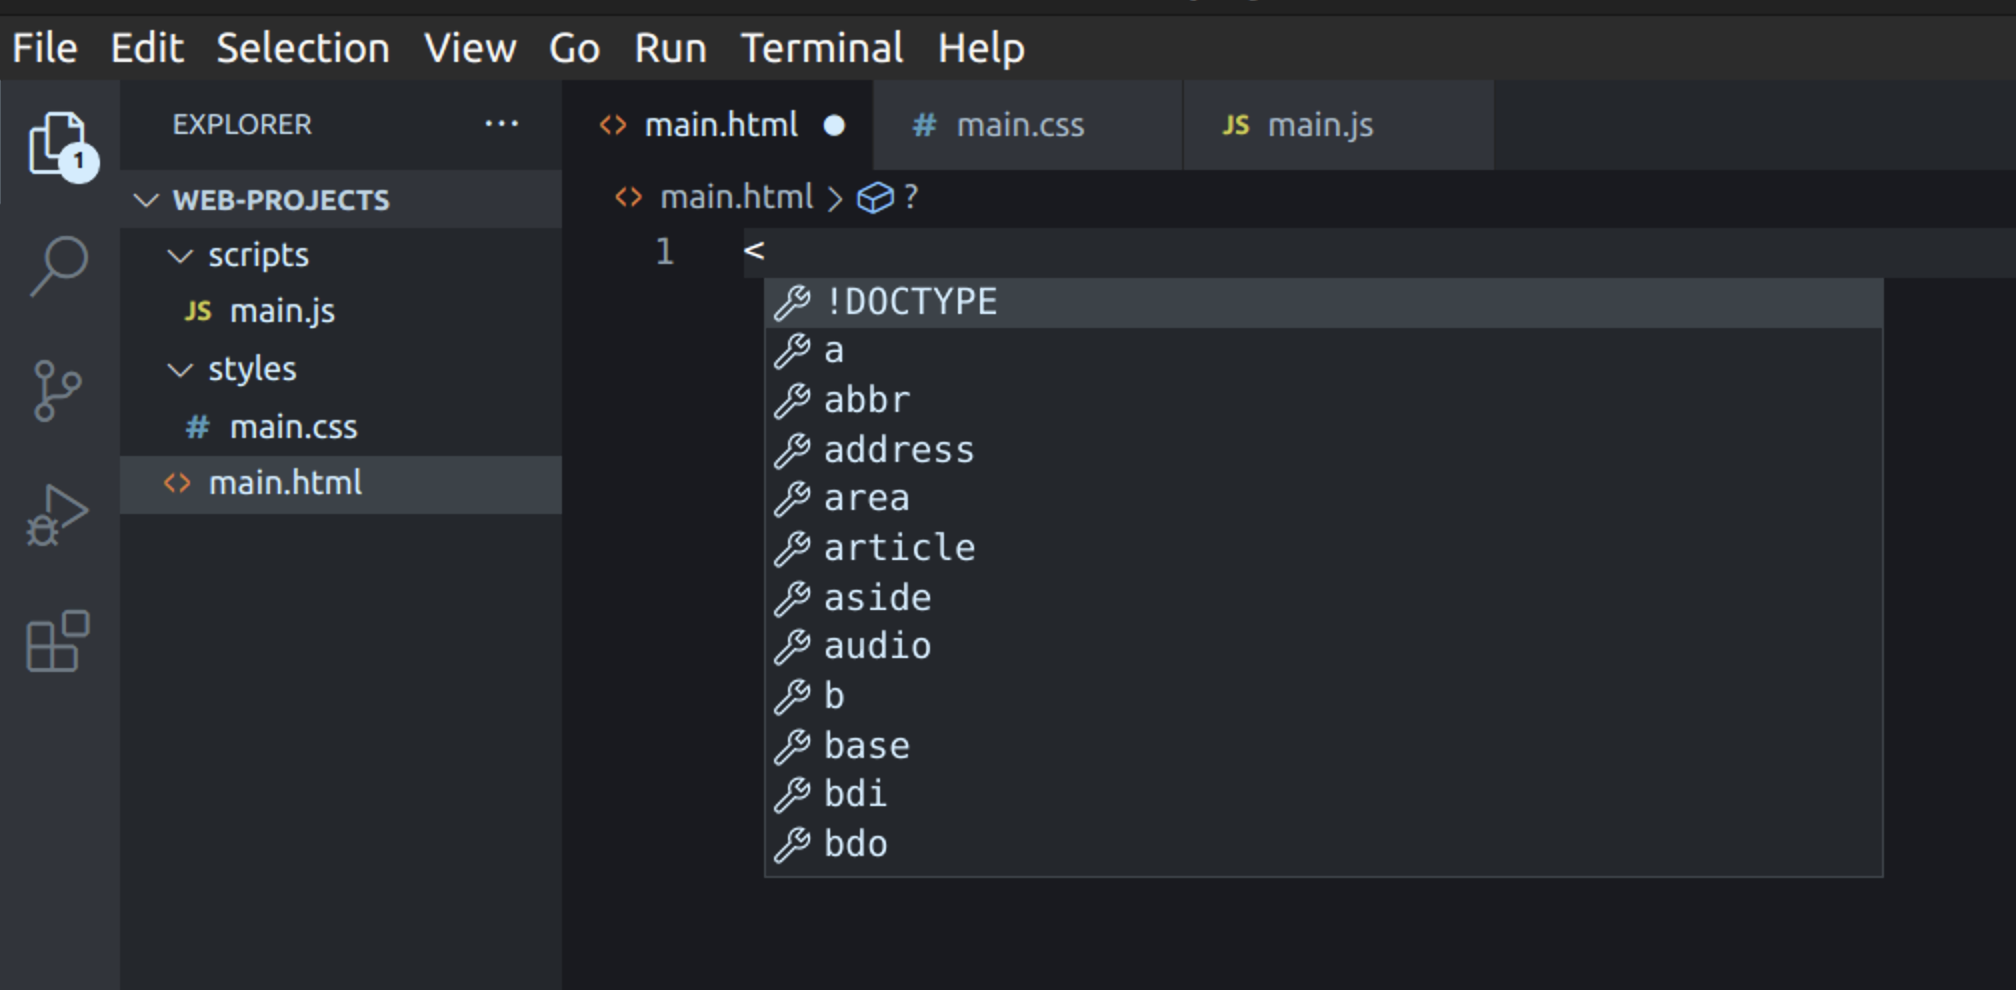 File Edit Selection View Go Run Terminal Help
EXPLORER ···
1
WEB-PROJECTS
scripts
JS main.js
styles
# main.css
<> main.html
<> main.html
# main.css
JS main.js
<> main.html > ?
1 <
!DOCTYPE
a
abbr
address
area
article
aside
audio
b
base
bdi
bdo